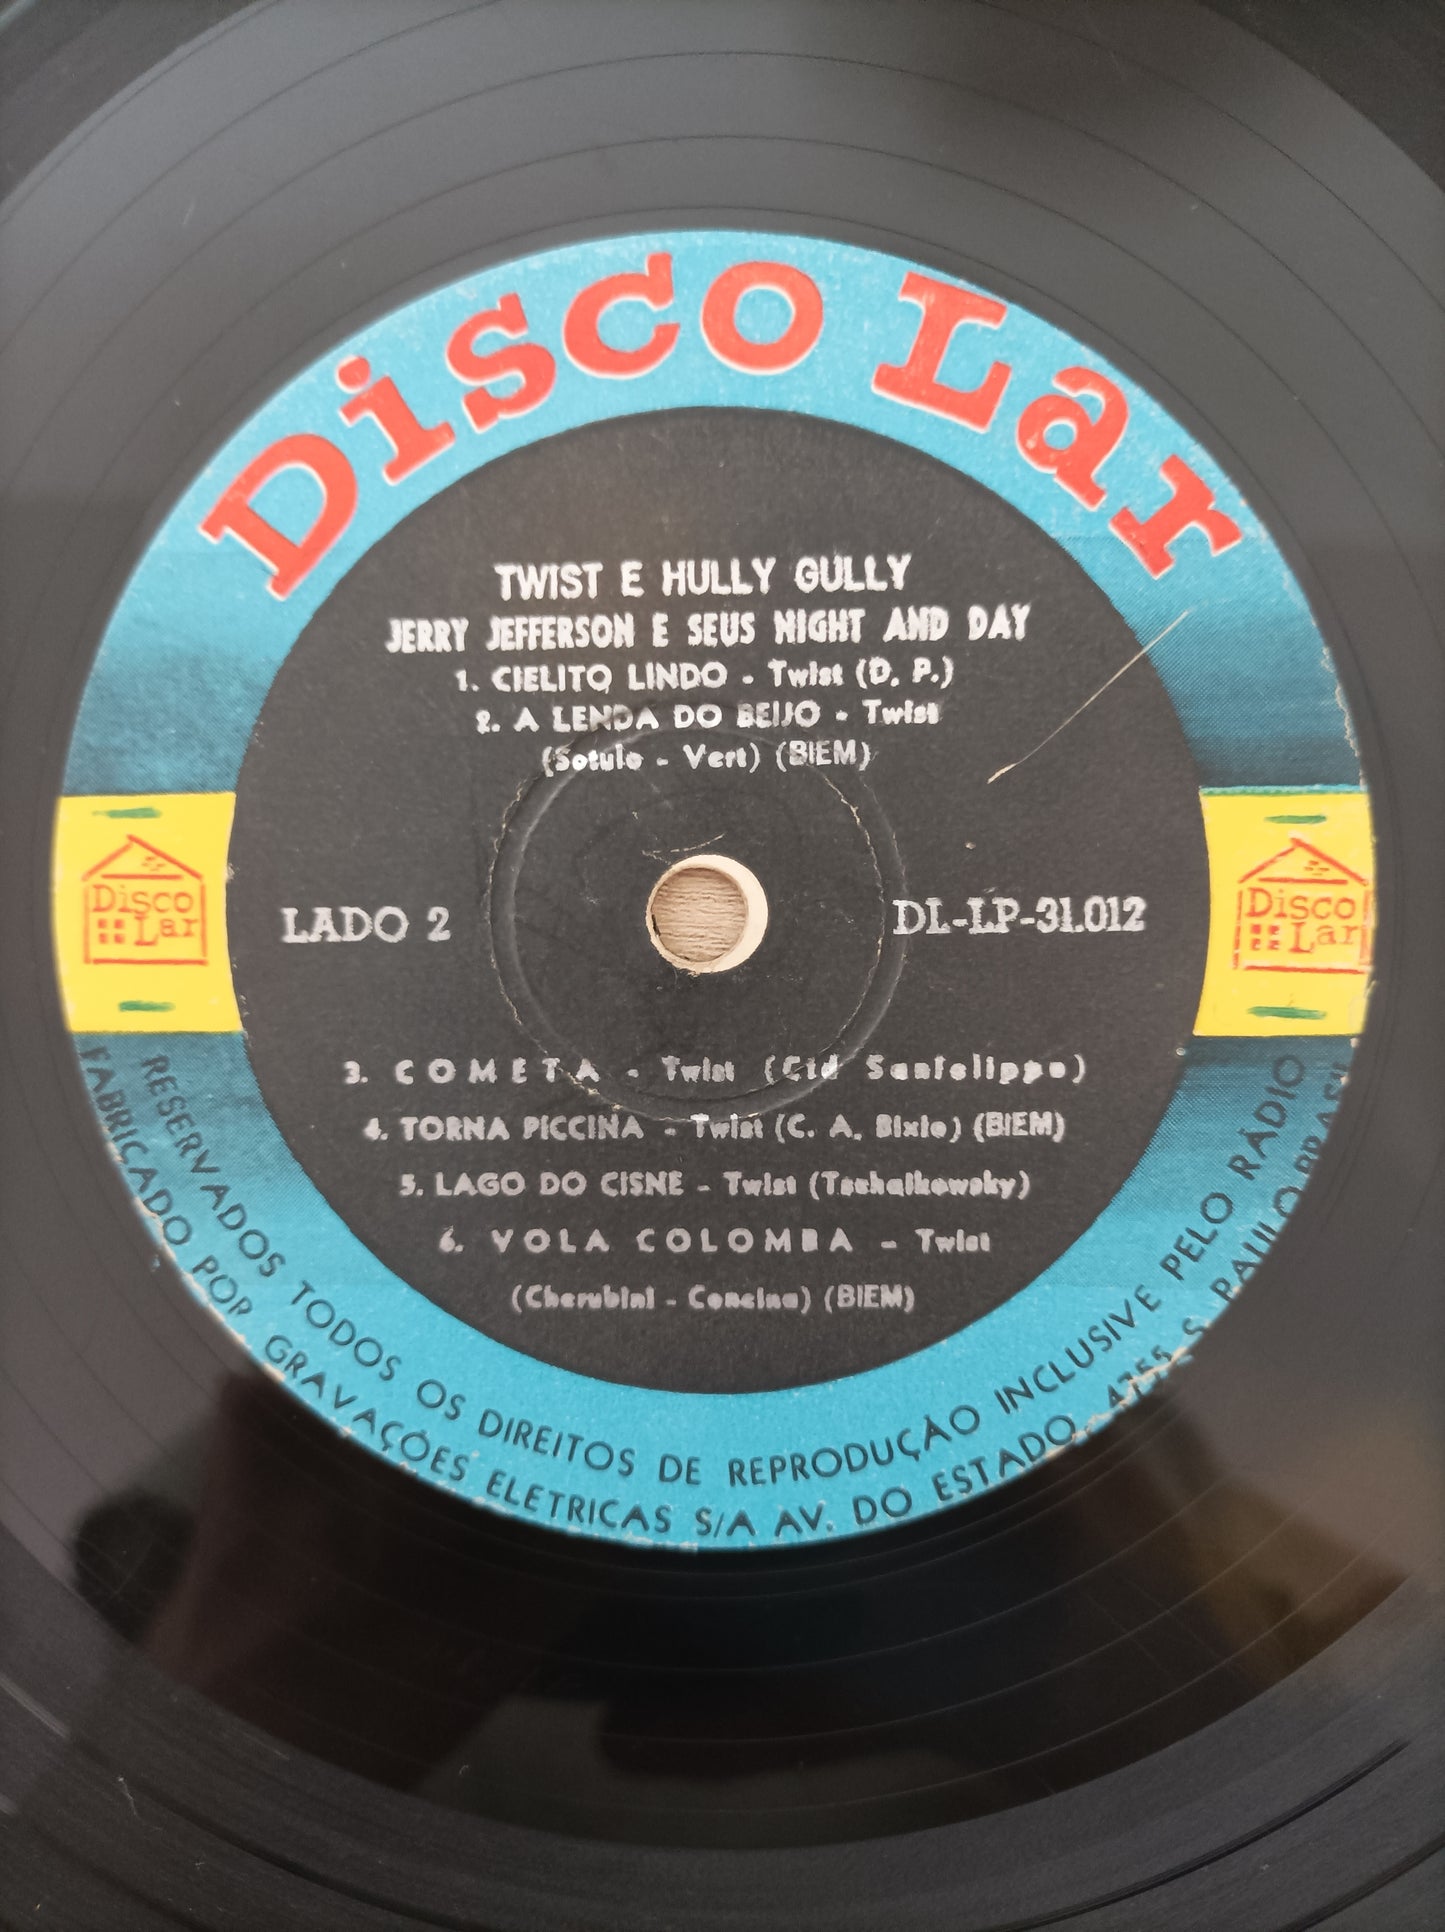 Disco Lar
TWIST E HULLY GULLY
JERRY JEFFERSON E SEUS NIGHT AND DAY
1. CIELITO LINDO - Twist (D. P.)
2. A LENDA DO BEIJO - Twist
(Sotulo - Vert) (BIEM)
Disco
Lar
LADO 2
DL-LP-31.012
Disco
Lar
3. COMETA - Twist (Cid Sanfelippo)
4. TORNA PICCINA - Twist (C. A. Bixio) (BIEM)
5. LAGO DO CISNE - Twist (Tschaikowsky)
6. VOLA COLOMBA - Twist
(Cherubini - Concina) (BIEM)
RESERVADOS TODOS OS DIREITOS DE REPRODUÇÃO INCLUSIVE PELO RÁDIO
FABRICADO POR GRAVAÇÕES ELETRICAS S/A AV. DO ESTADO, 4755 S. PAULO BRASIL